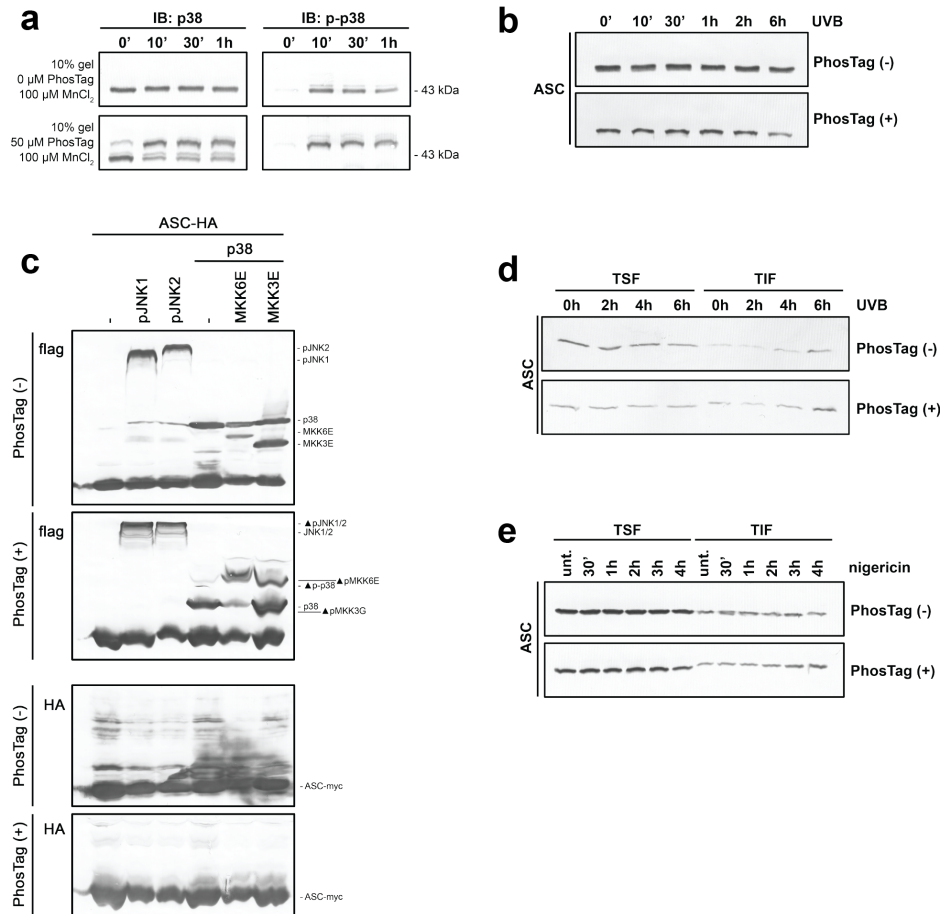 a
IB: p38
IB: p-p38
0' 10' 30' 1h
0' 10' 30' 1h
10% gel
0 µM PhosTag
100 µM MnCl2
- 43 kDa
10% gel
50 µM PhosTag
100 µM MnCl2
- 43 kDa
b
0' 10' 30' 1h 2h 6h UVB
ASC
PhosTag (-)
PhosTag (+)
c
ASC-HA
p38
- pJNK1 pJNK2 - MKK6E MKK3E
PhosTag (-)
flag
- pJNK2
- pJNK1
- p38
- MKK6E
- MKK3E
PhosTag (+)
flag
- ▲pJNK1/2
- JNK1/2
▲pMKK6E
- ▲p-p38
- p38
▲pMKK3G
PhosTag (-)
HA
- ASC-myc
PhosTag (+)
HA
- ASC-myc
d
TSF TIF
0h 2h 4h 6h 0h 2h 4h 6h UVB
ASC
PhosTag (-)
PhosTag (+)
e
TSF TIF
unt. 30' 1h 2h 3h 4h unt. 30' 1h 2h 3h 4h nigericin
ASC
PhosTag (-)
PhosTag (+)